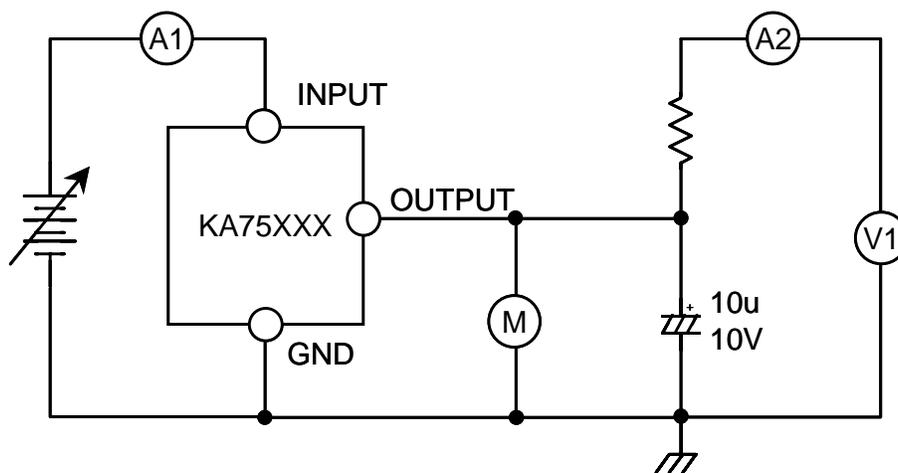 A1
A2
INPUT
OUTPUT
KA75XXX
V1
+
10u
10V
M
GND